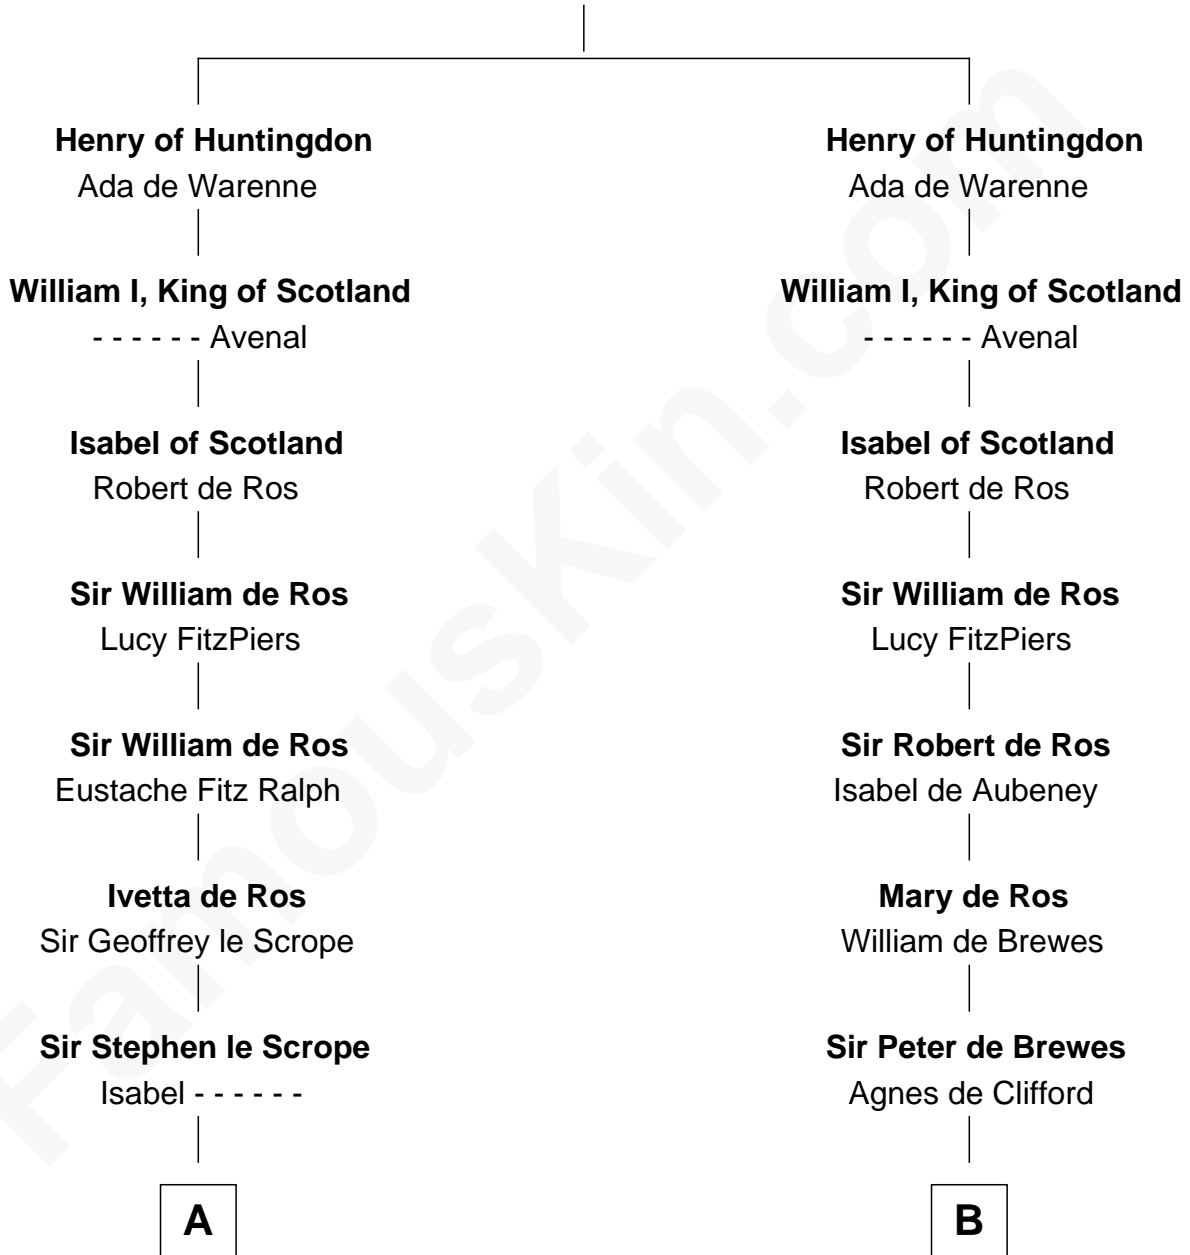 Henry of Huntingdon
Ada de Warenne
William I, King of Scotland
- - - - - - Avenal
Isabel of Scotland
Robert de Ros
Sir William de Ros
Lucy FitzPiers
Sir William de Ros
Eustache Fitz Ralph
Ivetta de Ros
Sir Geoffrey le Scrope
Sir Stephen le Scrope
Isabel - - - - - -
A
Henry of Huntingdon
Ada de Warenne
William I, King of Scotland
- - - - - - Avenal
Isabel of Scotland
Robert de Ros
Sir William de Ros
Lucy FitzPiers
Sir Robert de Ros
Isabel de Aubeney
Mary de Ros
William de Brewes
Sir Peter de Brewes
Agnes de Clifford
B
FamousKin.com